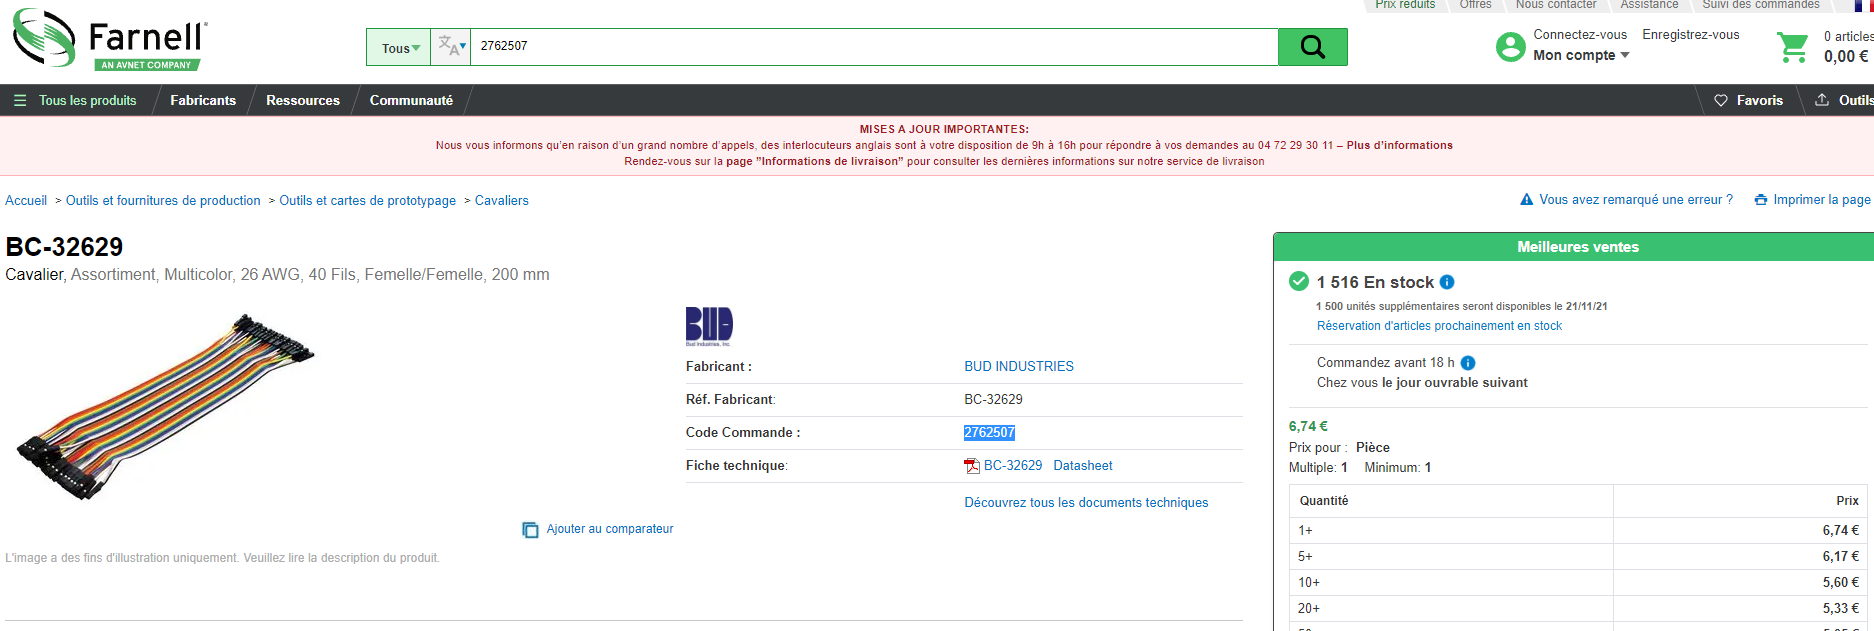 Prix réduits Offres Nous contacter Assistance Suivi des commandes
Farnell
AN AVNET COMPANY
Tous 2762507
Connectez-vous Enregistrez-vous
Mon compte
0 articles
0,00 €
Tous les produits Fabricants Ressources Communauté Favoris Outils
MISES A JOUR IMPORTANTES:
Nous vous informons qu'en raison d'un grand nombre d'appels, des interlocuteurs anglais sont à votre disposition de 9h à 16h pour répondre à vos demandes au 04 72 29 30 11 – Plus d'informations
Rendez-vous sur la page "Informations de livraison" pour consulter les dernières informations sur notre service de livraison
Accueil > Outils et fournitures de production > Outils et cartes de prototypage > Cavaliers
Vous avez remarqué une erreur ? Imprimer la page
BC-32629
Cavalier, Assortiment, Multicolor, 26 AWG, 40 Fils, Femelle/Femelle, 200 mm
BUD
Bud Industries, Inc.
Fabricant : BUD INDUSTRIES
Réf. Fabricant: BC-32629
Code Commande : 2762507
Fiche technique: BC-32629 Datasheet
Découvrez tous les documents techniques
Ajouter au comparateur
L'image a des fins d'illustration uniquement. Veuillez lire la description du produit.
Meilleures ventes
1 516 En stock
1 500 unités supplémentaires seront disponibles le 21/11/21
Réservation d'articles prochainement en stock
Commandez avant 18 h
Chez vous le jour ouvrable suivant
6,74 €
Prix pour : Pièce
Multiple: 1 Minimum: 1
Quantité Prix
1+ 6,74 €
5+ 6,17 €
10+ 5,60 €
20+ 5,33 €